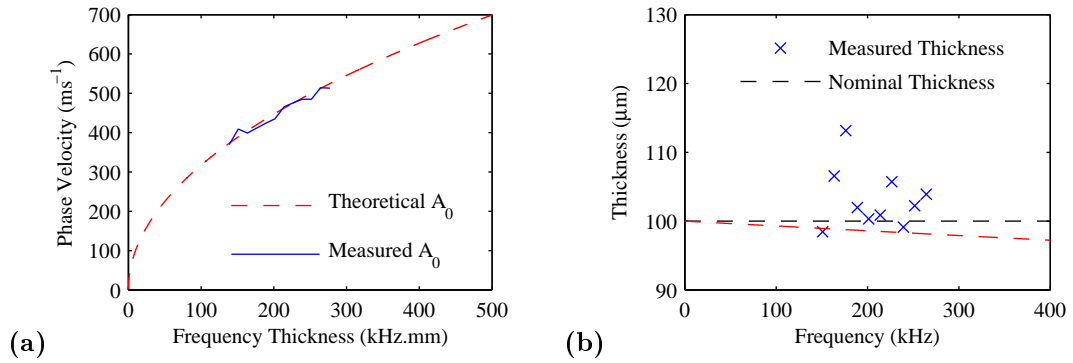 700
600
500
400
300
200
100
0
0 100 200 300 400 500
Phase Velocity (ms⁻¹)
Frequency Thickness (kHz.mm)
Theoretical A₀
Measured A₀
(a)
130
120
110
100
90
0 100 200 300 400
Thickness (μm)
Frequency (kHz)
Measured Thickness
Nominal Thickness
(b)